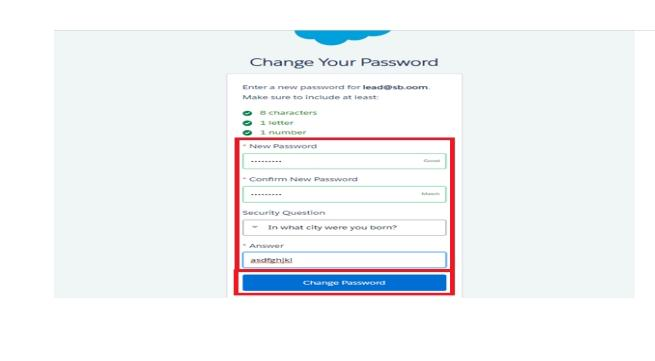 Change Your Password
Enter a new password for lead@sb.oom.
Make sure to include at least:
8 characters
1 letter
1 number
* New Password
--------- Good
* Confirm New Password
--------- Match
Security Question
In what city were you born?
* Answer
asdfghjkl
Change Password